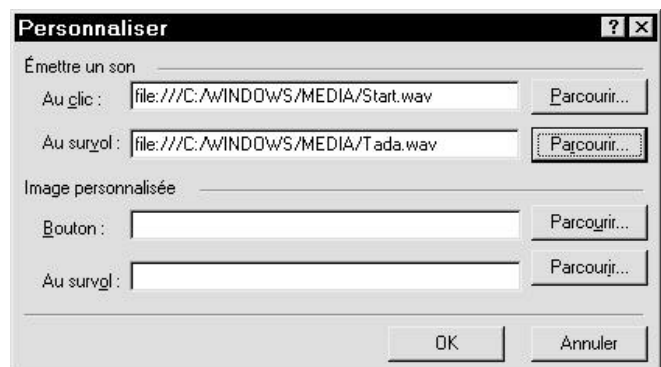 Personnaliser
Émettre un son
Au clic : file:///C:/WINDOWS/MEDIA/Start.wav Parcourir...
Au survol : file:///C:/WINDOWS/MEDIA/Tada.wav Parcourir...
Image personnalisée
Bouton : Parcourir...
Au survol : Parcourir...
OK Annuler